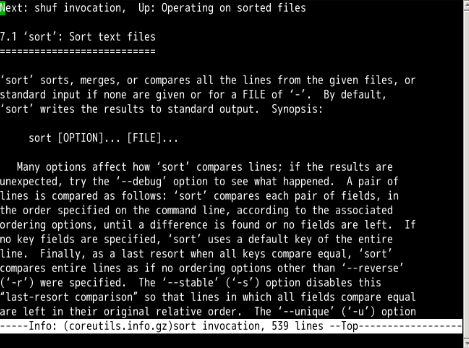 Next: shuf invocation,  Up: Operating on sorted files
7.1 ‘sort’: Sort text files
===========================
‘sort’ sorts, merges, or compares all the lines from the given files, or
standard input if none are given or for a FILE of ‘-’.  By default,
‘sort’ writes the results to standard output.  Synopsis:
sort [OPTION]... [FILE]...
Many options affect how ‘sort’ compares lines; if the results are
unexpected, try the ‘--debug’ option to see what happened.  A pair of
lines is compared as follows: ‘sort’ compares each pair of fields, in
the order specified on the command line, according to the associated
ordering options, until a difference is found or no fields are left.  If
no key fields are specified, ‘sort’ uses a default key of the entire
line.  Finally, as a last resort when all keys compare equal, ‘sort’
compares entire lines as if no ordering options other than ‘--reverse’
(‘-r’) were specified.  The ‘--stable’ (‘-s’) option disables this
“last-resort comparison” so that lines in which all fields compare equal
are left in their original relative order.  The ‘--unique’ (‘-u’) option
-----Info: (coreutils.info.gz)sort invocation, 539 lines --Top-----------------